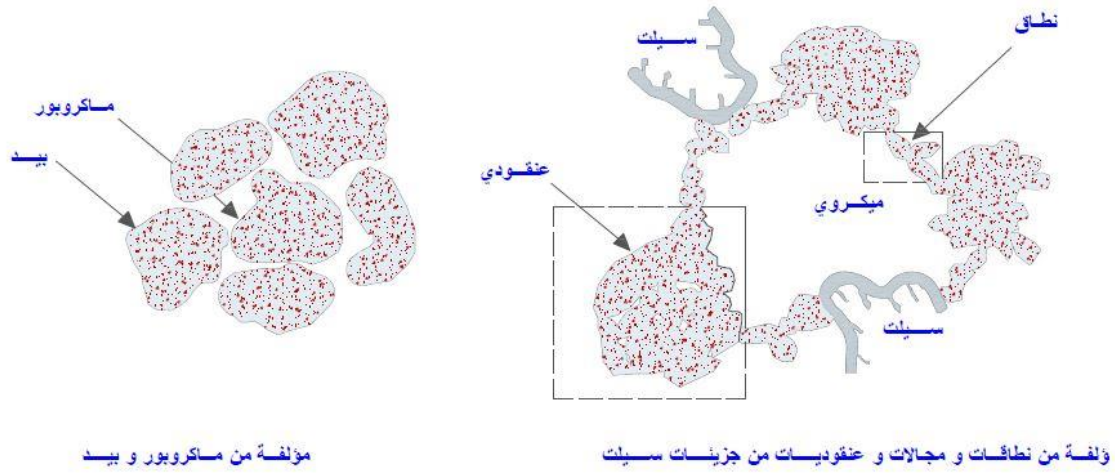 سيلت
نطاق
ماكروبور
بيد
عنقودي
ميكروي
سيلت
مؤلفة من ماكروبور و بيد
ؤلفة من نطاقات و مجالات و عنقوديات من جزيئات سيلت